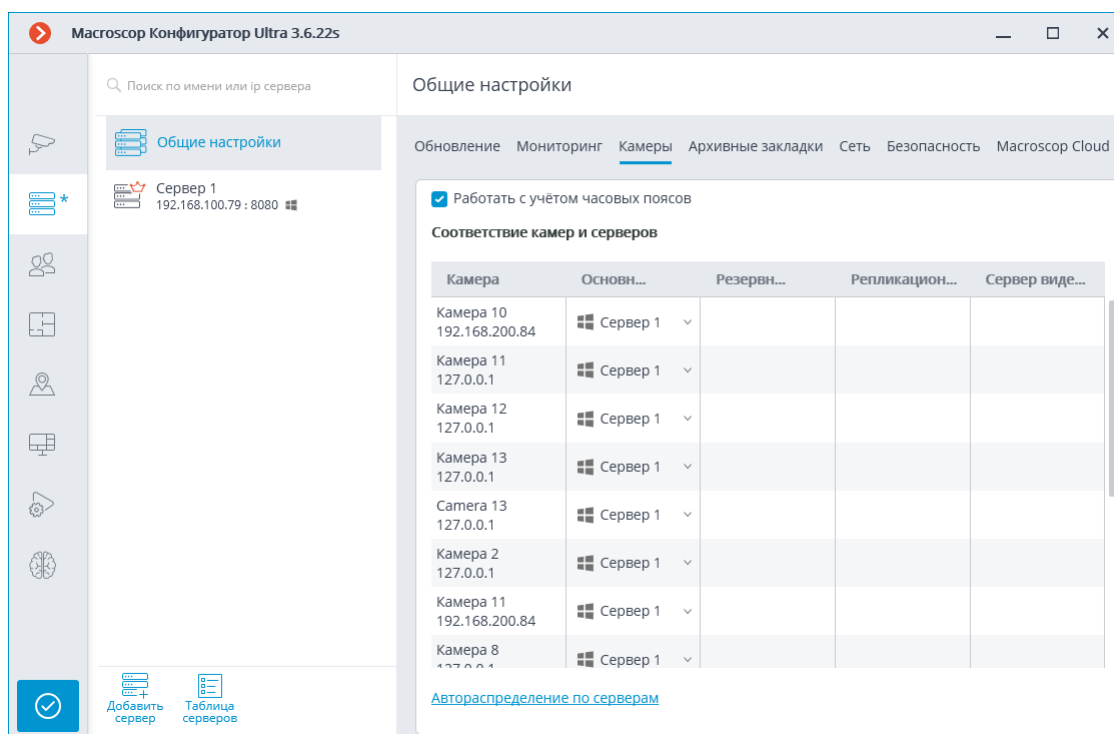 Macroscop Конфигуратор Ultra 3.6.22s
Поиск по имени или ip сервера
Общие настройки
Общие настройки
Обновление Мониторинг Камеры Архивные закладки Сеть Безопасность Macroscop Cloud
Сервер 1
192.168.100.79 : 8080
Работать с учётом часовых поясов
Соответствие камер и серверов
Камера Основн... Резервн... Репликацион... Сервер виде...
Камера 10
192.168.200.84
Сервер 1
Камера 11
127.0.0.1
Сервер 1
Камера 12
127.0.0.1
Сервер 1
Камера 13
127.0.0.1
Сервер 1
Camera 13
127.0.0.1
Сервер 1
Камера 2
127.0.0.1
Сервер 1
Камера 11
192.168.200.84
Сервер 1
Камера 8
127.0.0.1
Сервер 1
Автораспределение по серверам
Добавить
сервер
Таблица
серверов